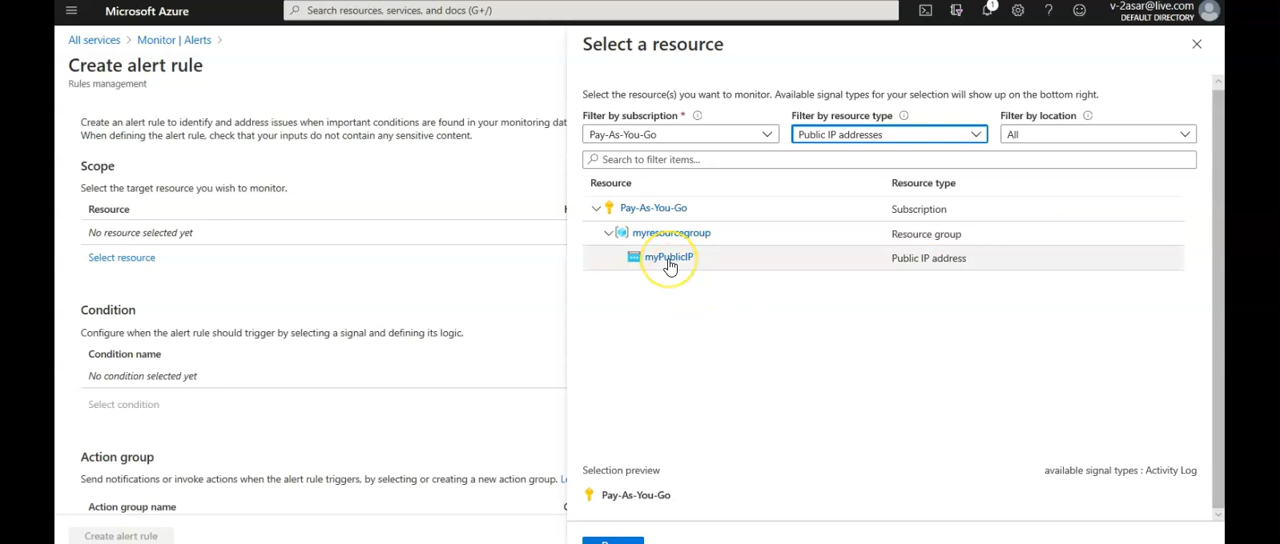 Microsoft Azure
Search resources, services, and docs (G+/)
1
v-2asar@live.com
DEFAULT DIRECTORY
All services > Monitor | Alerts >
Create alert rule
Rules management
Create an alert rule to identify and address issues when important conditions are found in your monitoring da
When defining the alert rule, check that your inputs do not contain any sensitive content.
Scope
Select the target resource you wish to monitor.
Resource
No resource selected yet
Select resource
Condition
Configure when the alert rule should trigger by selecting a signal and defining its logic.
Condition name
No condition selected yet
Select condition
Action group
Send notifications or invoke actions when the alert rule triggers, by selecting or creating a new action group.
Action group name
Create alert rule
Select a resource
Select the resource(s) you want to monitor. Available signal types for your selection will show up on the bottom right.
Filter by subscription *
Filter by resource type
Filter by location
Pay-As-You-Go
Public IP addresses
All
Search to filter items...
Resource Resource type
Pay-As-You-Go Subscription
myresourcegroup Resource group
myPublicIP Public IP address
Selection preview
available signal types : Activity Log
Pay-As-You-Go